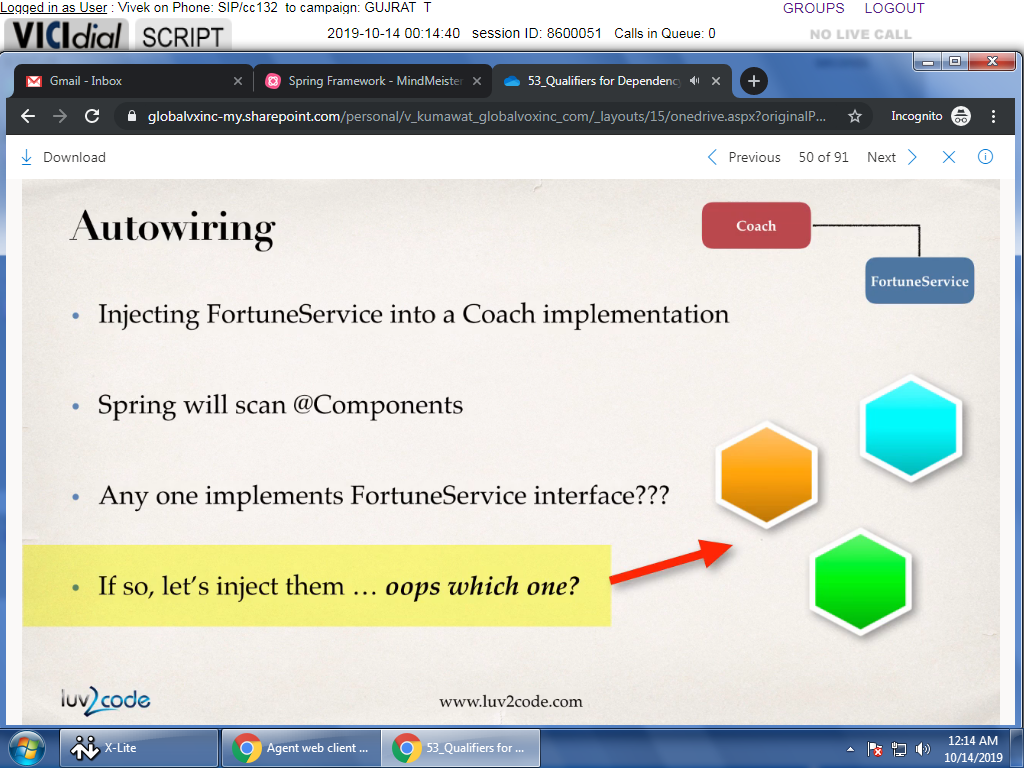 Logged in as User : Vivek on Phone: SIP/cc132 to campaign: GUJRAT_T
GROUPS LOGOUT
VICIdial SCRIPT
2019-10-14 00:14:40 session ID: 8600051 Calls in Queue: 0
NO LIVE CALL
Gmail - Inbox
Spring Framework - MindMeister
53_Qualifiers for Dependency
globalvxinc-my.sharepoint.com/personal/v_kumawat_globalvoxinc_com/_layouts/15/onedrive.aspx?originalP...
Incognito
Download
Previous 50 of 91 Next
Autowiring
Coach
FortuneService
• Injecting FortuneService into a Coach implementation
• Spring will scan @Components
• Any one implements FortuneService interface???
• If so, let's inject them … oops which one?
luv2code
www.luv2code.com
X-Lite
Agent web client ...
53_Qualifiers for ...
12:14 AM
10/14/2019